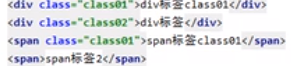 <div class="class01">div标签class01</div>
<div class="class02">div标签</div>
<span class="class01">span标签class01</span>
<span>span标签2</span>